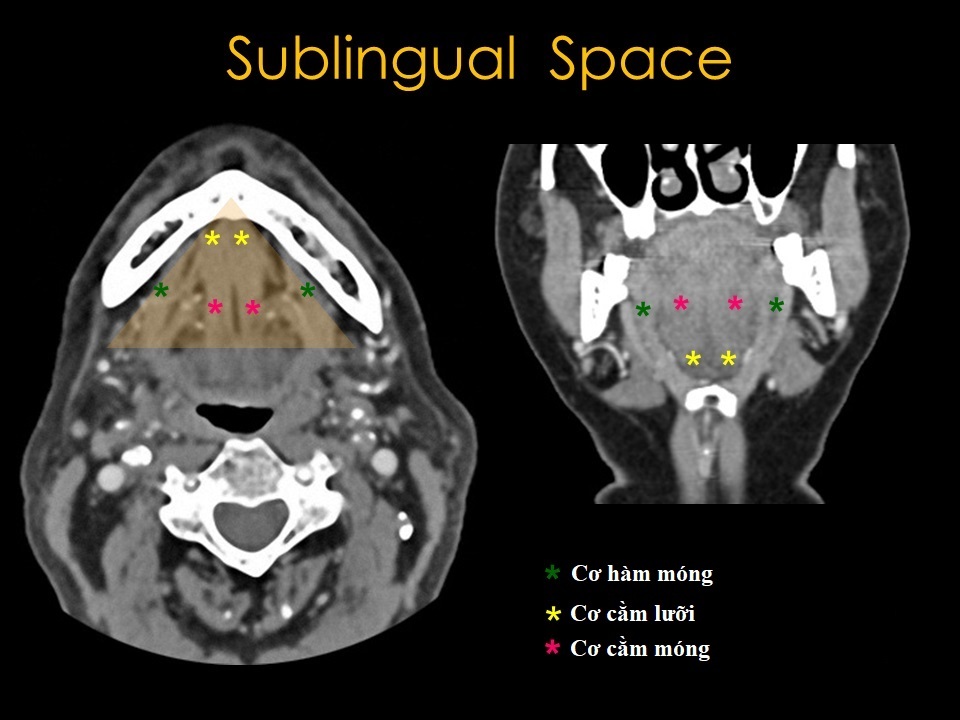 Sublingual Space
* Cơ hàm móng
* Cơ cằm lưỡi
* Cơ cằm móng